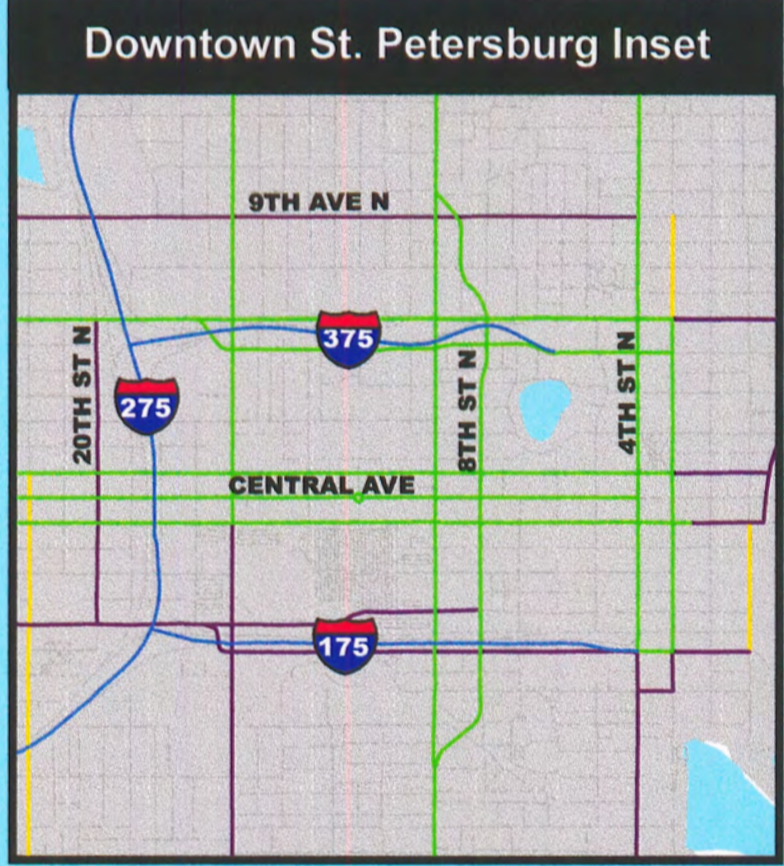 Downtown St. Petersburg Inset
9TH AVE N
375
20TH ST N
275
8TH ST N
4TH ST N
CENTRAL AVE
175